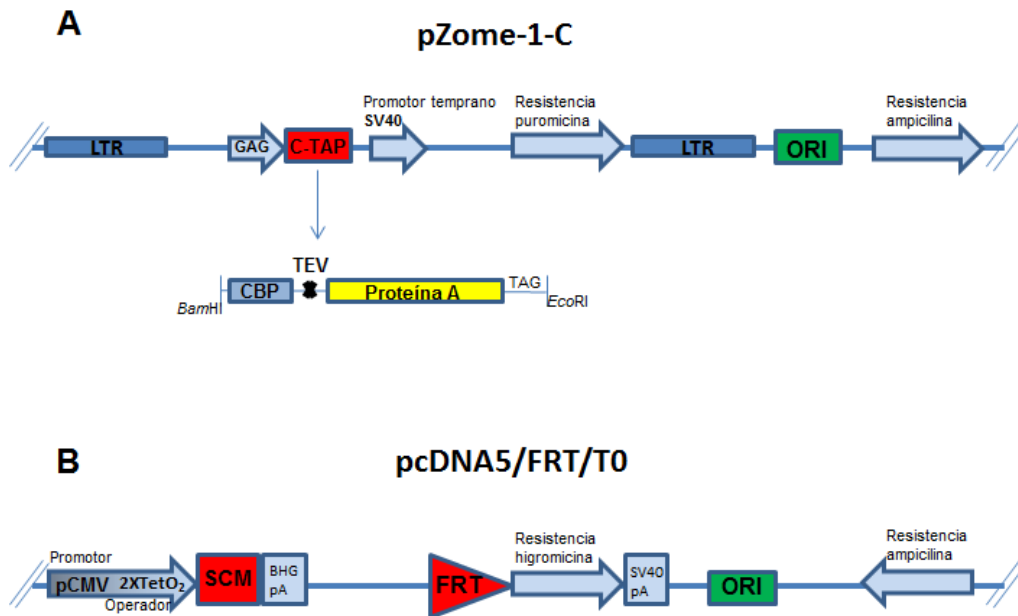 A
pZome-1-C
Promotor temprano
SV40
Resistencia
puromicina
Resistencia
ampicilina
LTR
GAG
C-TAP
LTR
ORI
TEV
CBP
Proteína A
TAG
BamHI
EcoRI
B
pcDNA5/FRT/T0
Promotor
pCMV 2XTetO₂
Operador
SCM
BHG
pA
FRT
Resistencia
higromicina
SV40
pA
ORI
Resistencia
ampicilina